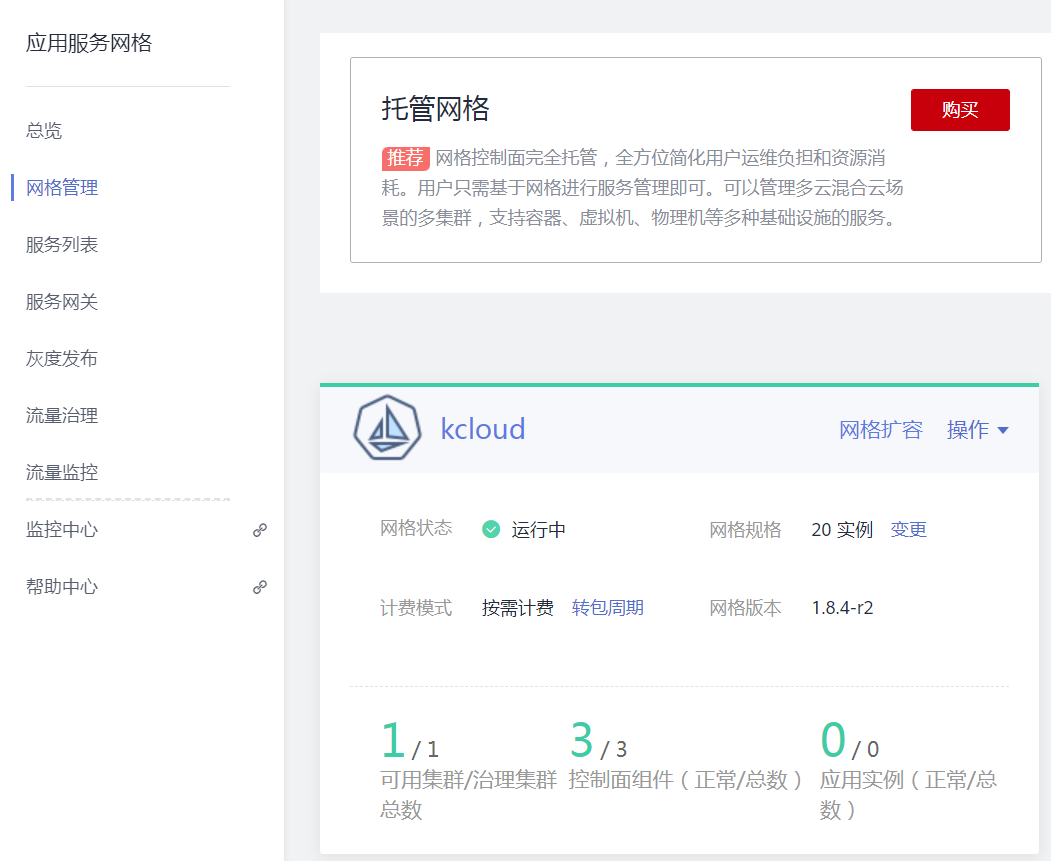 应用服务网格
总览
网格管理
服务列表
服务网关
灰度发布
流量治理
流量监控
监控中心
帮助中心
托管网格
购买
推荐 网格控制面完全托管，全方位简化用户运维负担和资源消
耗。用户只需基于网格进行服务管理即可。可以管理多云混合云场
景的多集群，支持容器、虚拟机、物理机等多种基础设施的服务。
kcloud
网格扩容 操作
网格状态 运行中 网格规格 20 实例 变更
计费模式 按需计费 转包周期 网格版本 1.8.4-r2
1 / 1
可用集群/治理集群
总数
3 / 3
控制面组件（正常/总数）
0 / 0
应用实例（正常/总
数）